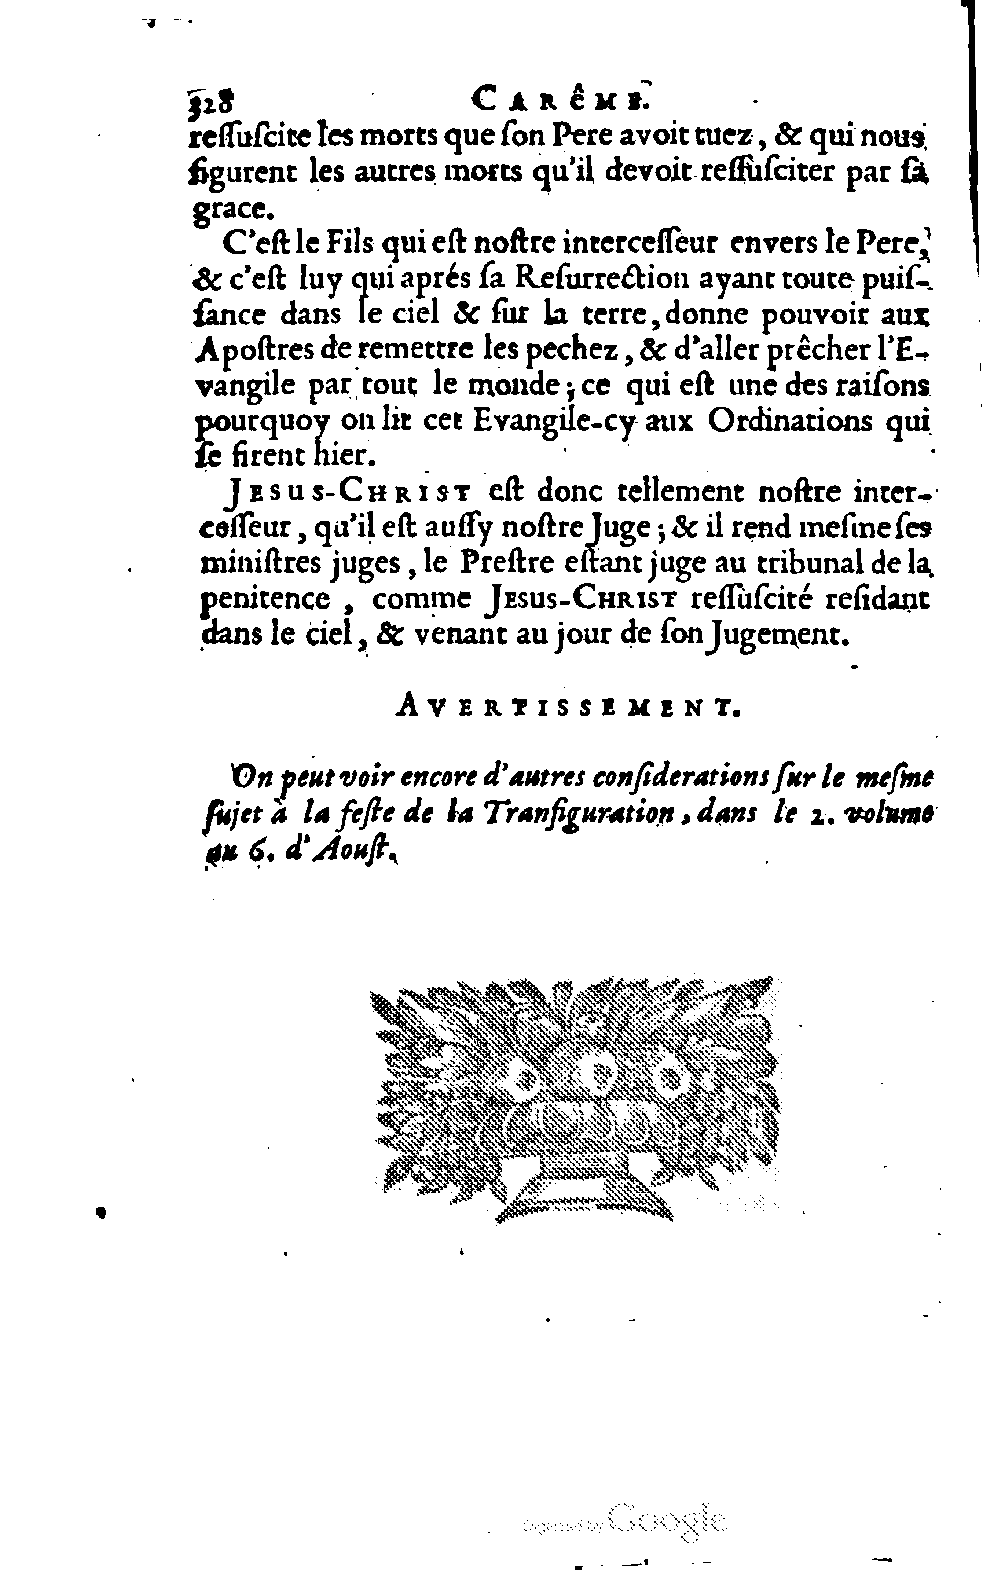 328 CARÊME.
reſſuſcite les morts que ſon Pere avoit tuez, & qui nous
figurent les autres morts qu'il devoit reſſuſciter par ſa
grace.
C'eſt le Fils qui eſt noſtre interceſſeur envers le Pere,
& c'eſt luy qui aprés ſa Reſurrection ayant toute puiſ-
ſance dans le ciel & ſur la terre, donne pouvoir aux
Apoſtres de remettre les pechez, & d'aller prêcher l'E-
vangile par tout le monde; ce qui eſt une des raiſons
pourquoy on lit cet Evangile-cy aux Ordinations qui
ſe firent hier.
JESUS-CHRIST eſt donc tellement noſtre inter-
ceſſeur, qu'il eſt auſſy noſtre Juge; & il rend meſme ſes
miniſtres juges, le Preſtre eſtant juge au tribunal de la
penitence, comme JESUS-CHRIST reſſuſcité reſidant
dans le ciel, & venant au jour de ſon Jugement.
AVERTISSEMENT.
On peut voir encore d'autres conſiderations ſur le meſme
ſujet à la feſte de la Tranfiguration, dans le 2. volume
au 6. d'Aouſt.
Digitized by Google